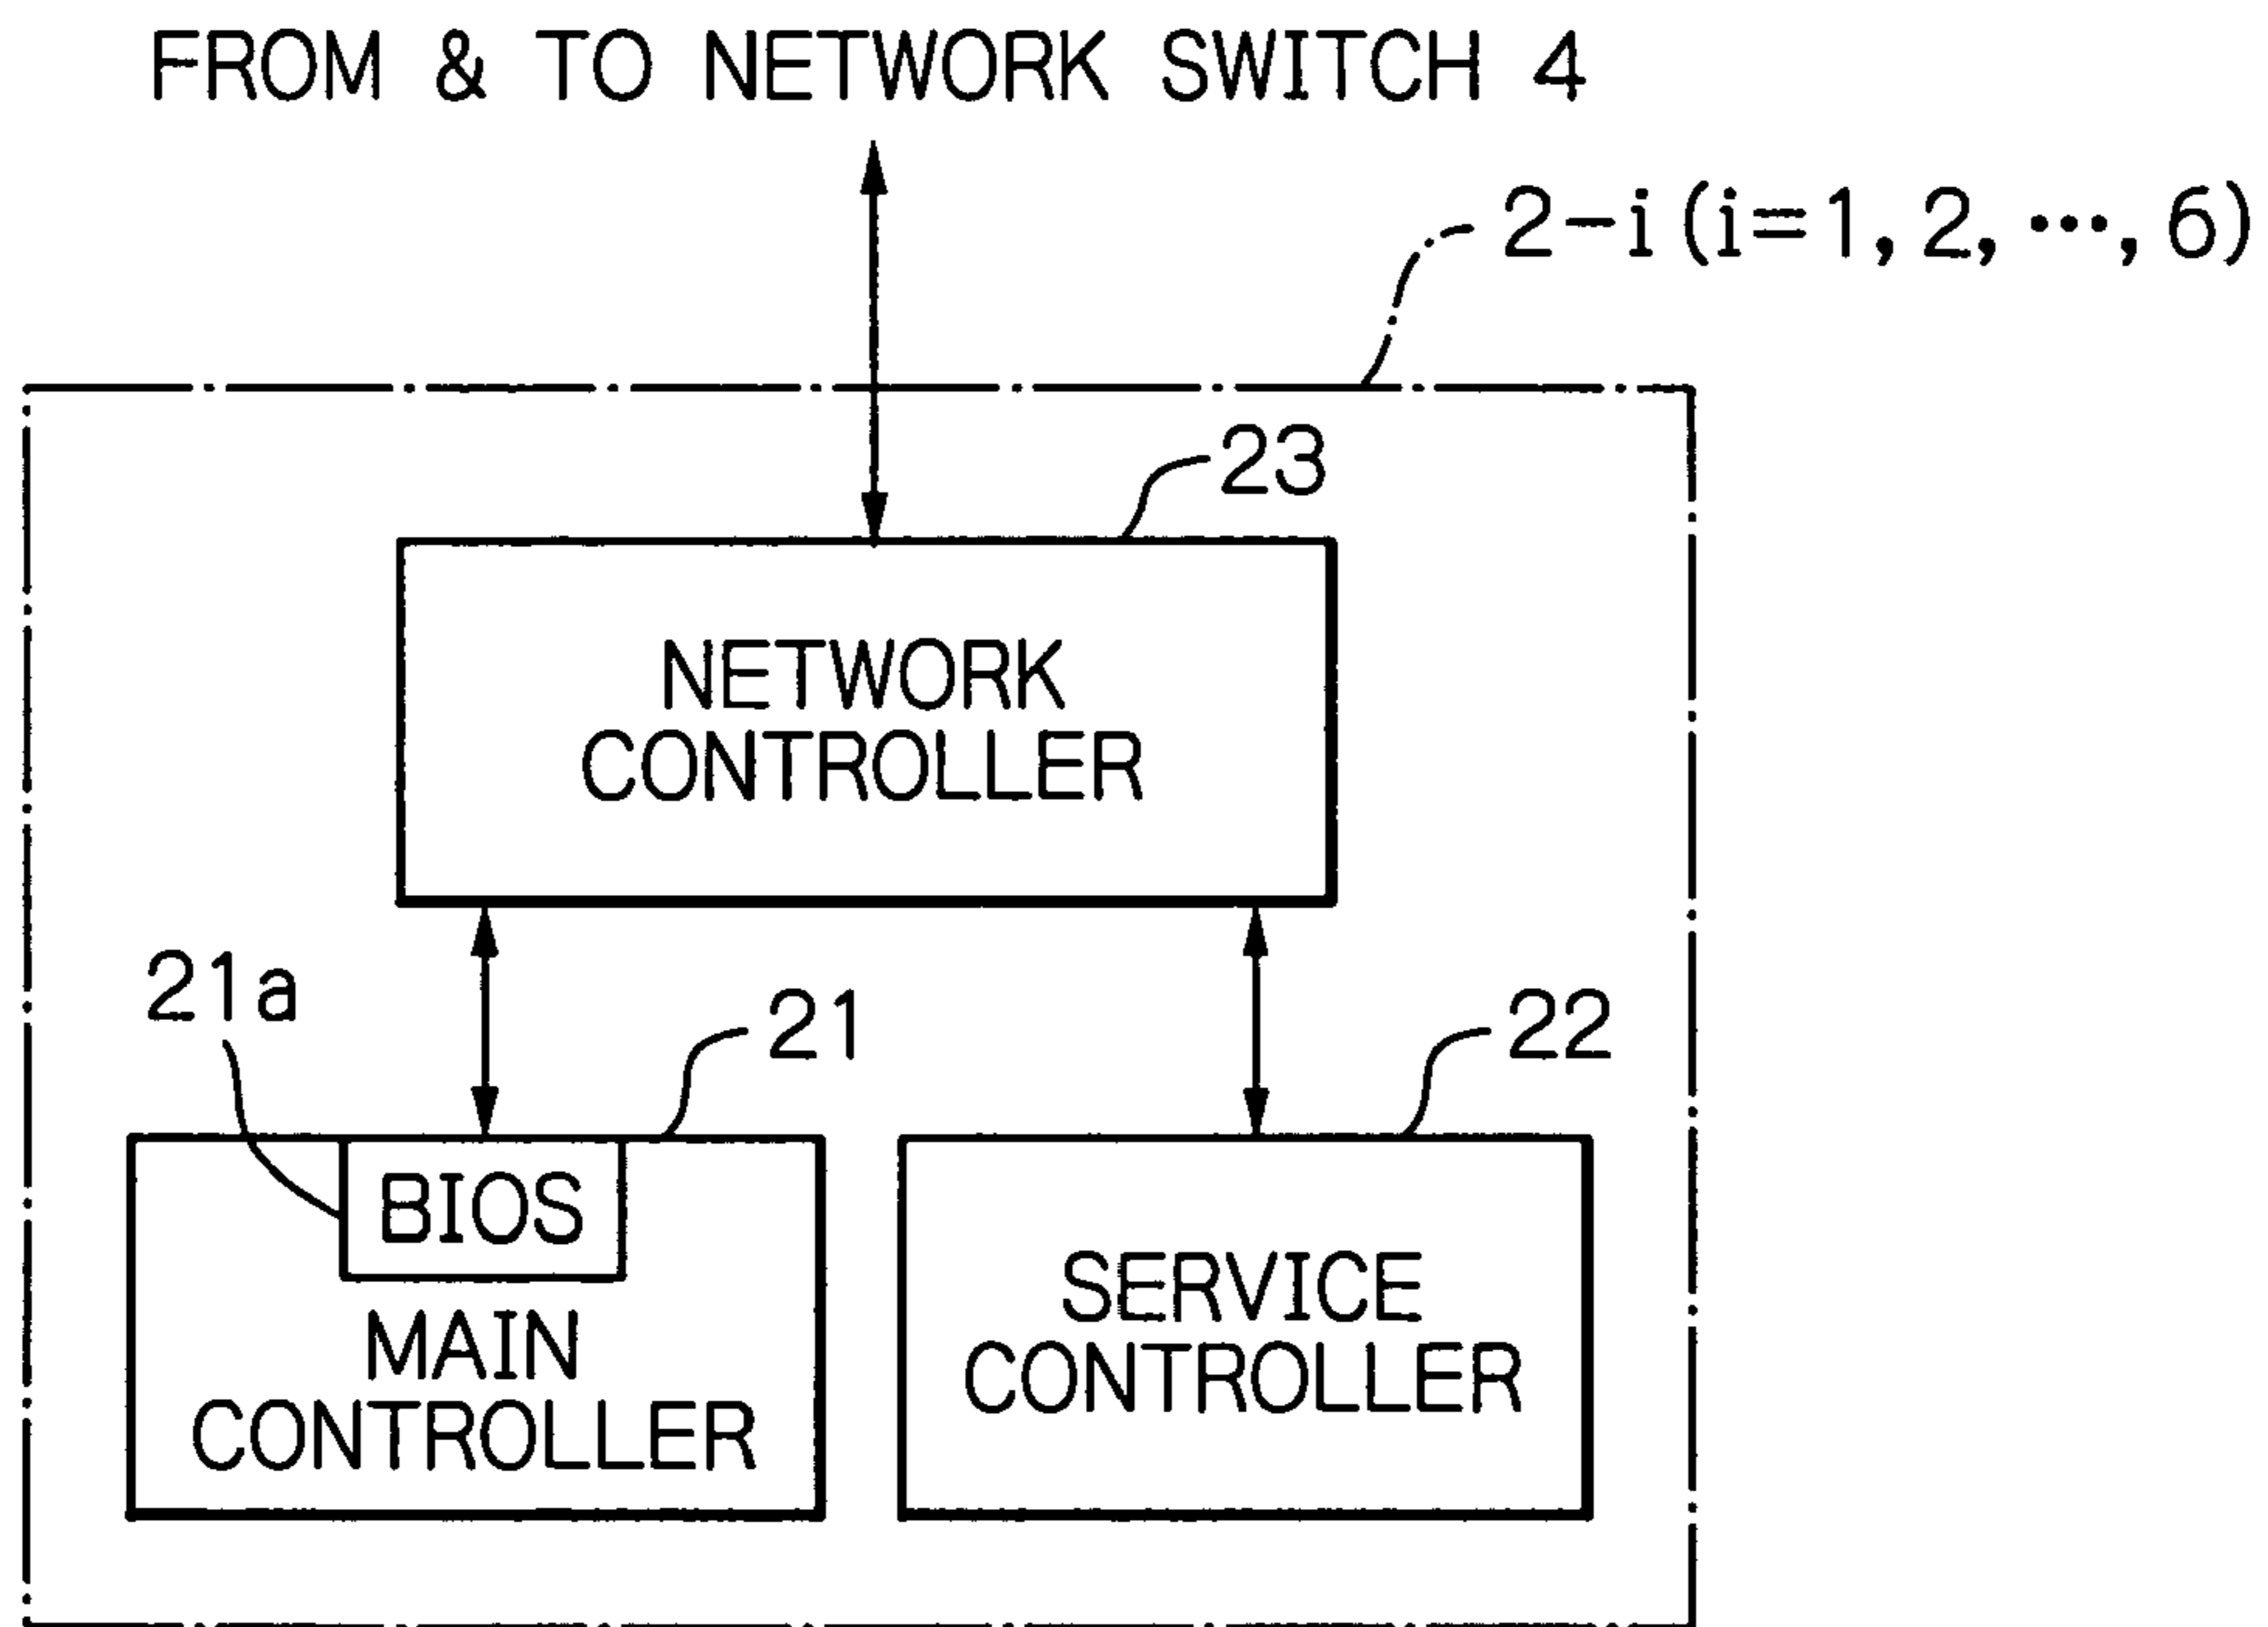 FROM & TO NETWORK SWITCH 4
2-i(i=1, 2, ···, 6)
23
NETWORK
CONTROLLER
21a
21
22
BIOS
MAIN
CONTROLLER
SERVICE
CONTROLLER